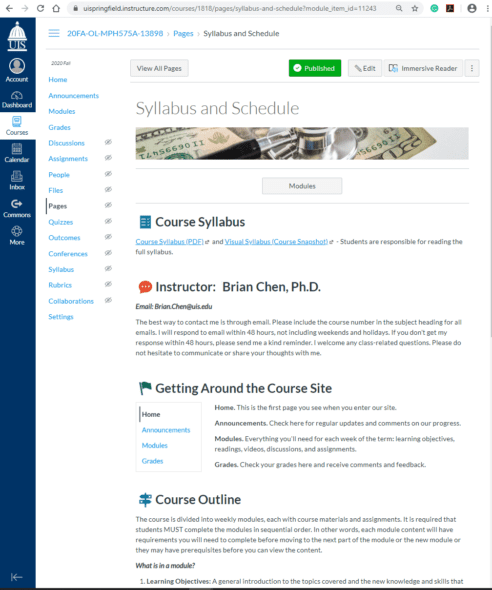 uispringfield.instructure.com/courses/1818/pages/syllabus-and-schedule?module_item_id=11243
UIS
Account
Dashboard
Courses
Calendar
Inbox
Commons
More
20FA-OL-MPH575A-13898 > Pages > Syllabus and Schedule
2020 Fall
Home
Announcements
Modules
Grades
Discussions
Assignments
People
Files
Pages
Quizzes
Outcomes
Conferences
Syllabus
Rubrics
Collaborations
Settings
View All Pages
Published
Edit
Immersive Reader
Syllabus and Schedule
Modules
Course Syllabus
Course Syllabus (PDF) and Visual Syllabus (Course Snapshot) - Students are responsible for reading the
full syllabus.
Instructor: Brian Chen, Ph.D.
Email: Brian.Chen@uis.edu
The best way to contact me is through email. Please include the course number in the subject heading for all
emails. I will respond to email within 48 hours, not including weekends and holidays. If you don't get my
response within 48 hours, please send me a kind reminder. I welcome any class-related questions. Please do
not hesitate to communicate or share your thoughts with me.
Getting Around the Course Site
Home
Announcements
Modules
Grades
Home. This is the first page you see when you enter our site.
Announcements. Check here for regular updates and comments on our progress.
Modules. Everything you'll need for each week of the term: learning objectives,
readings, videos, discussions, and assignments.
Grades. Check your grades here and receive comments and feedback.
Course Outline
The course is divided into weekly modules, each with course materials and assignments. It is required that
students MUST complete the modules in sequential order. In other words, each module content will have
requirements you will need to complete before moving to the next part of the module or the new module or
they may have prerequisites before you can view the content.
What is in a module?
1. Learning Objectives: A general introduction to the topics covered and the new knowledge and skills that